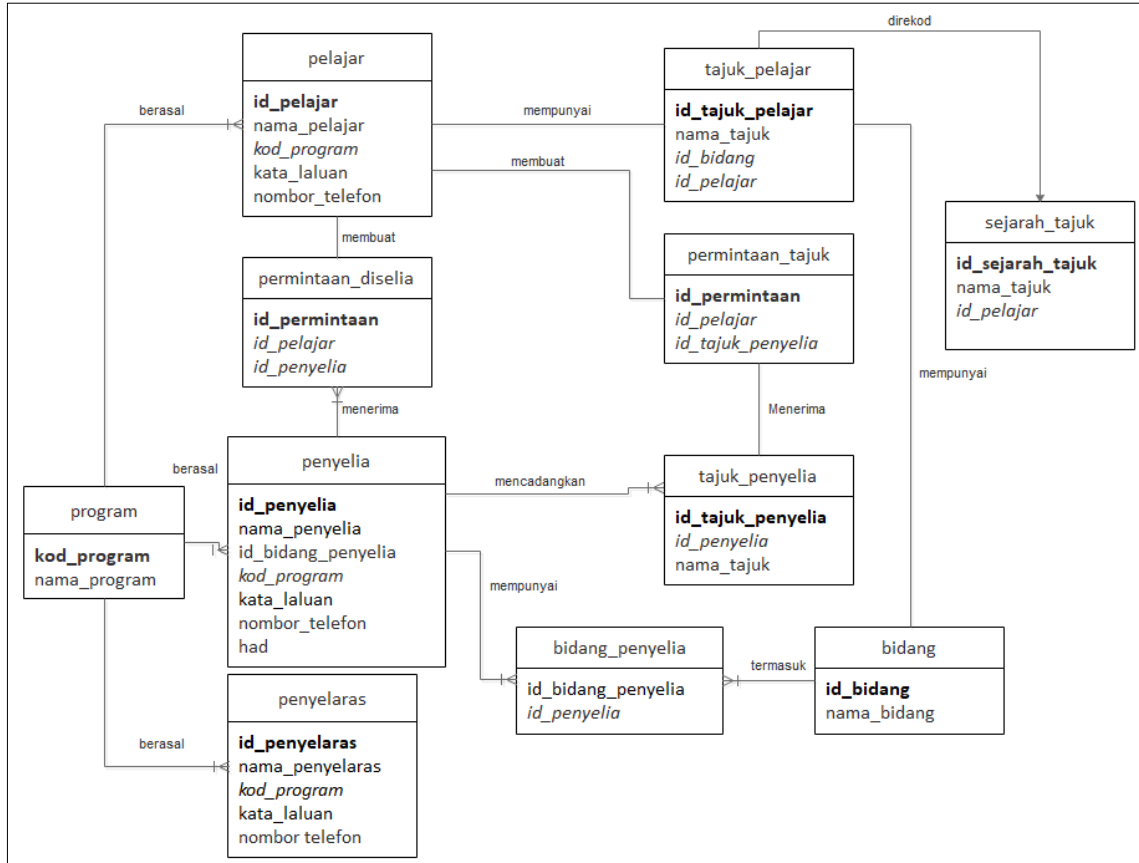 direkod
pelajar
id_pelajar
nama_pelajar
kod_program
kata_laluan
nombor_telefon
berasal
mempunyai
membuat
tajuk_pelajar
id_tajuk_pelajar
nama_tajuk
id_bidang
id_pelajar
sejarah_tajuk
id_sejarah_tajuk
nama_tajuk
id_pelajar
membuat
permintaan_diselia
id_permintaan
id_pelajar
id_penyelia
permintaan_tajuk
id_permintaan
id_pelajar
id_tajuk_penyelia
mempunyai
menerima
Menerima
berasal
penyelia
id_penyelia
nama_penyelia
id_bidang_penyelia
kod_program
kata_laluan
nombor_telefon
had
mencadangkan
tajuk_penyelia
id_tajuk_penyelia
id_penyelia
nama_tajuk
program
kod_program
nama_program
mempunyai
bidang_penyelia
id_bidang_penyelia
id_penyelia
termasuk
bidang
id_bidang
nama_bidang
berasal
penyelaras
id_penyelaras
nama_penyelaras
kod_program
kata_laluan
nombor telefon